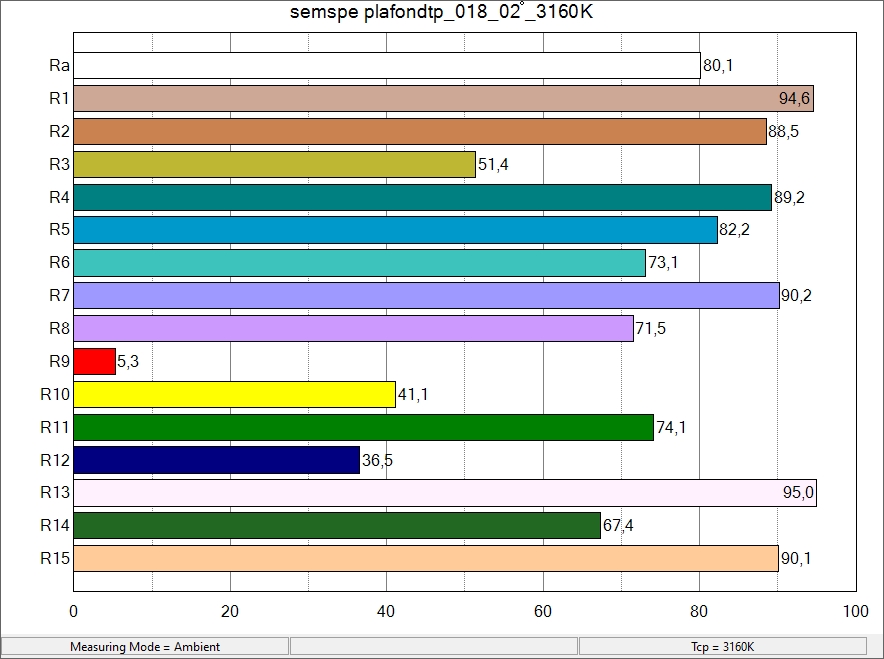 semspe plafondtp_018_02°_3160K
Ra 80,1
R1 94,6
R2 88,5
R3 51,4
R4 89,2
R5 82,2
R6 73,1
R7 90,2
R8 71,5
R9 5,3
R10 41,1
R11 74,1
R12 36,5
R13 95,0
R14 67,4
R15 90,1
0 20 40 60 80 100
Measuring Mode = Ambient Tcp = 3160K